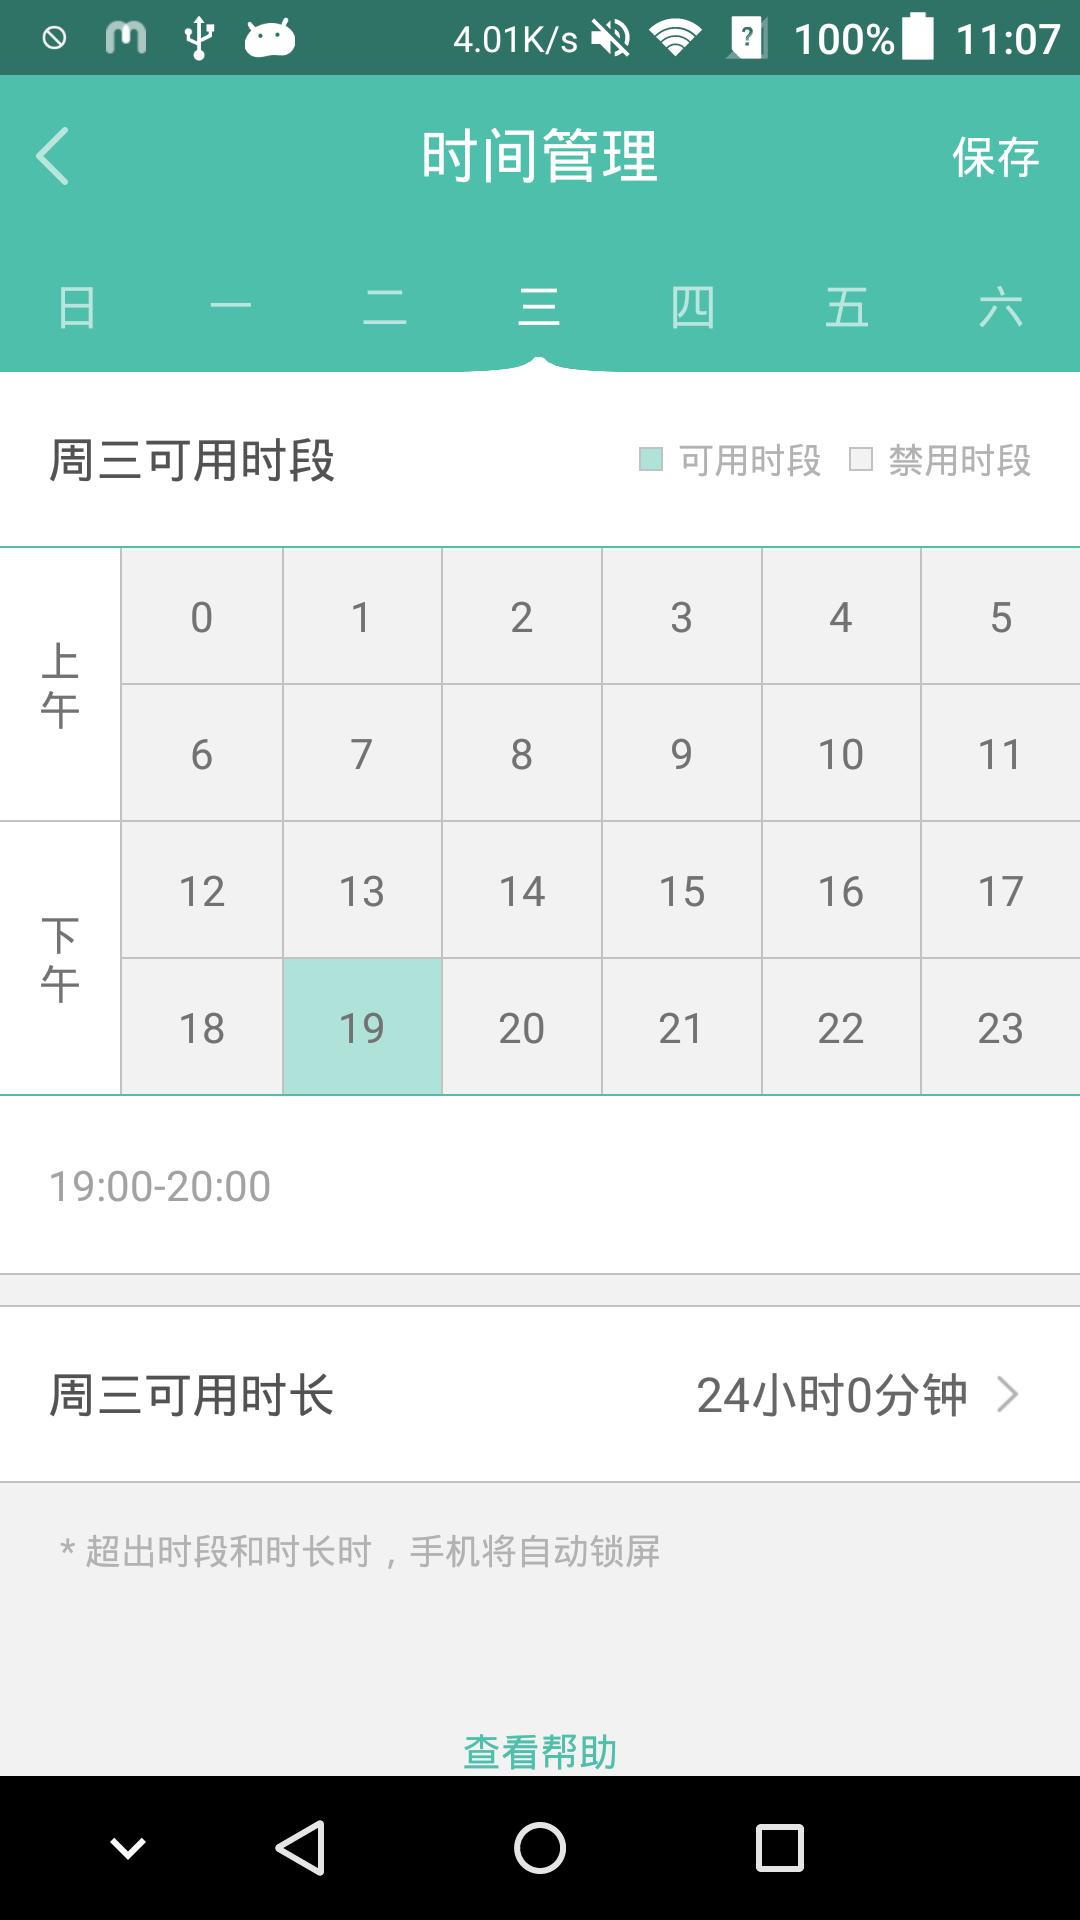 4.01K/s 100% 11:07
时间管理 保存
日 一 二 三 四 五 六
周三可用时段 可用时段 禁用时段
上午 0 1 2 3 4 5
6 7 8 9 10 11
下午 12 13 14 15 16 17
18 19 20 21 22 23
19:00-20:00
周三可用时长 24小时0分钟
* 超出时段和时长时，手机将自动锁屏
查看帮助